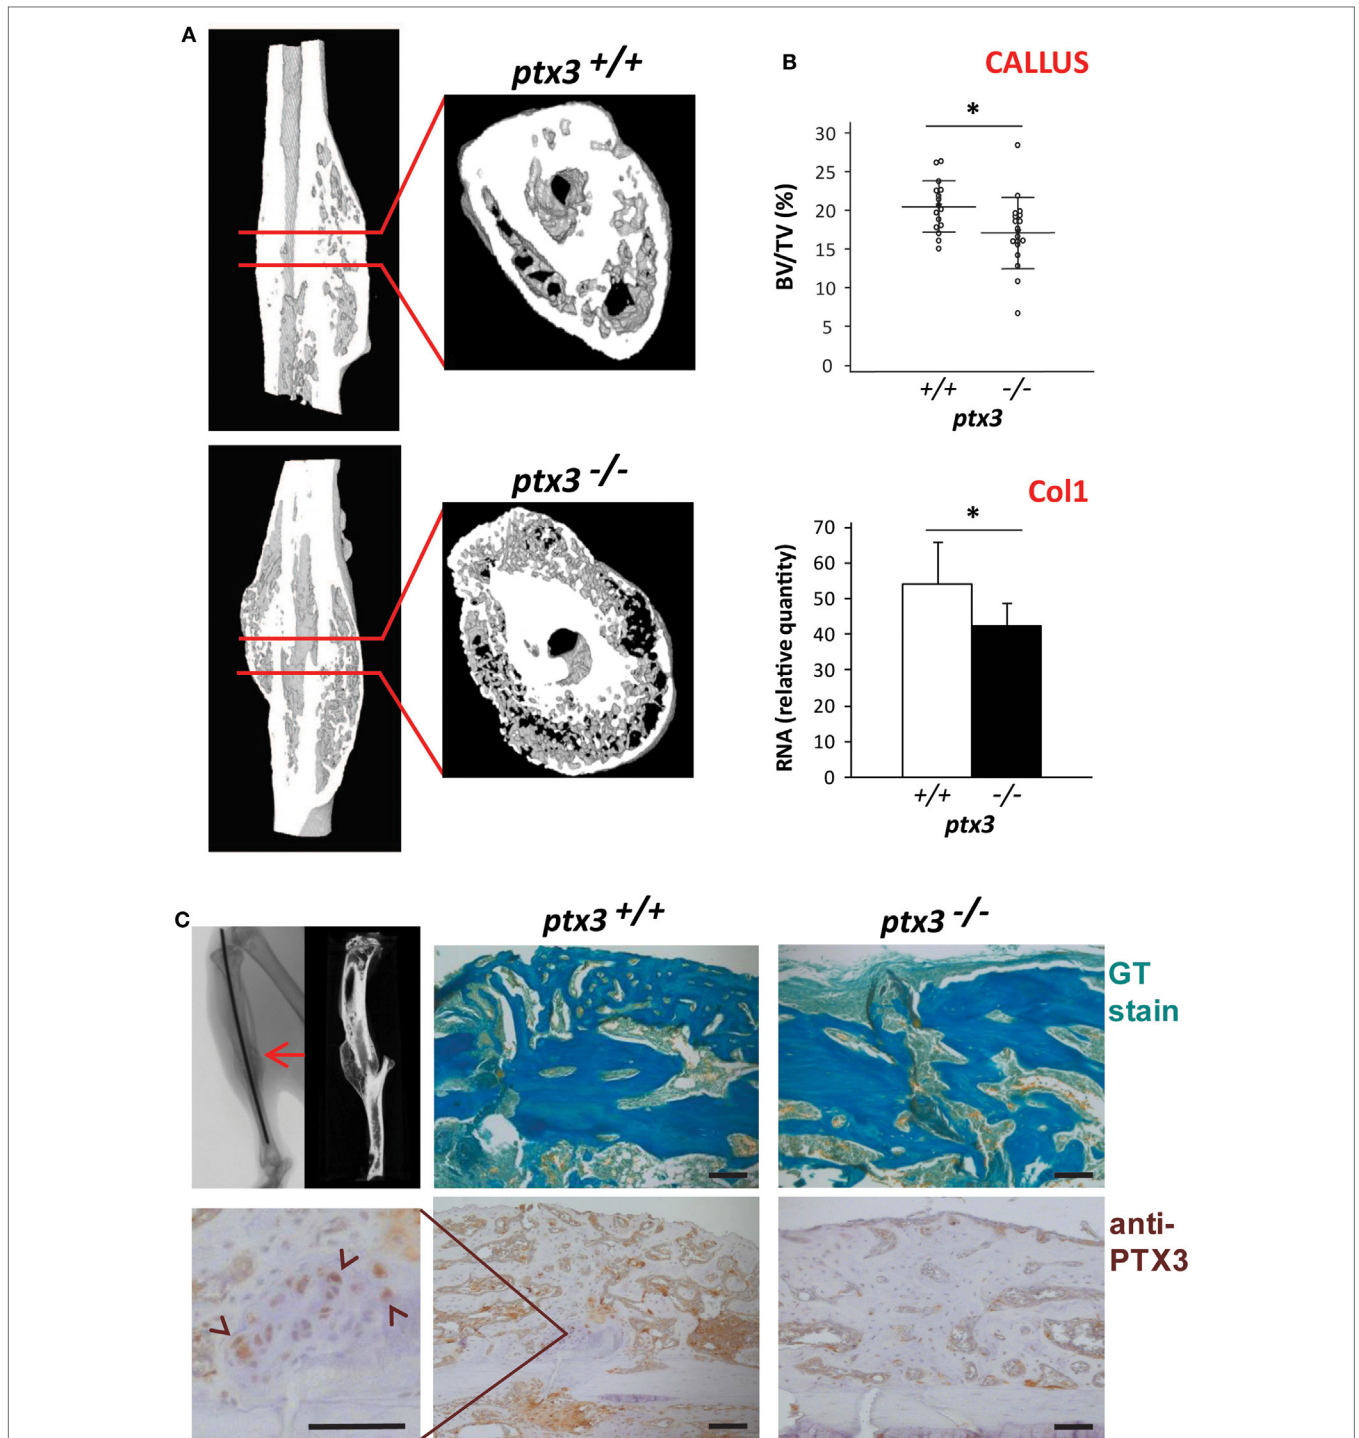 A
ptx3 +/+
ptx3 -/-
B
CALLUS
*
BV/TV (%)
30
25
20
15
10
5
0
+/+ -/-
ptx3
Col1
*
RNA (relative quantity)
70
60
50
40
30
20
10
0
+/+ -/-
ptx3
C
ptx3 +/+ ptx3 -/-
GT
stain
anti-
PTX3